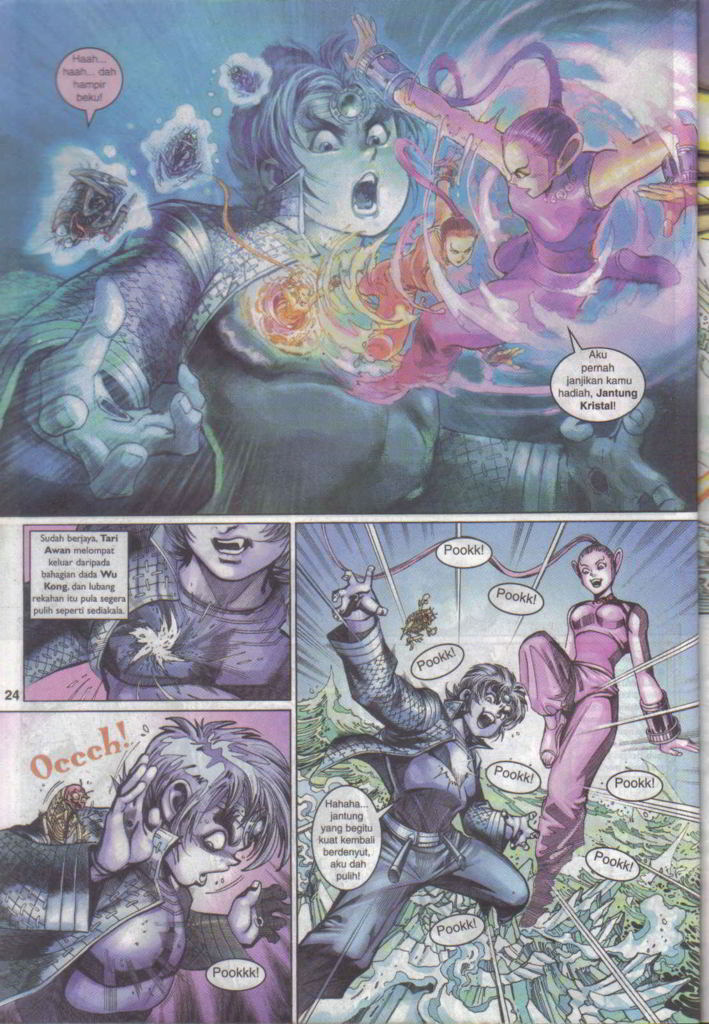 Haah...
haah... dah
hampir
beku!
Aku
pernah
janjikan kamu
hadiah, Jantung
Kristal!
Sudah berjaya, Tari
Awan melompat
keluar daripada
bahagian dada Wu
Kong, dan lubang
rekahan itu pula segera
pulih seperti sediakala.
24
Occch!
Pookkk!
Pookk!
Pookk!
Pookk!
Pookk!
Pookk!
Hahaha...
jantung
yang begitu
kuat kembali
berdenyut,
aku dah
pulih!
Pookk!
Pookk!